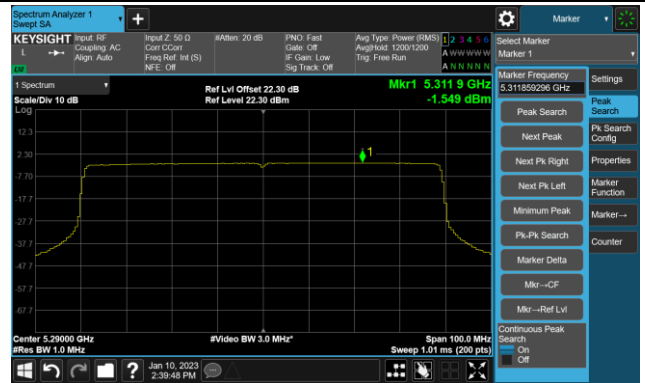 Spectrum Analyzer 1
Swept SA
Marker
KEYSIGHT
L
Input: RF
Coupling: AC
Align: Auto
Input Z: 50 Ω
Corr CCorr
Freq Ref: Int (S)
NFE: Off
#Atten: 20 dB
PNO: Fast
Gate: Off
IF Gain: Low
Sig Track: Off
Avg Type: Power (RMS)
Avg|Hold: 1200/1200
Trig: Free Run
1 2 3 4 5 6
A W W W W W
A N N N N N
Select Marker
Marker 1
1 Spectrum
Scale/Div 10 dB
Log
Ref Lvl Offset 22.30 dB
Ref Level 22.30 dBm
Mkr1 5.311 9 GHz
-1.549 dBm
12.3
2.30
-7.70
-17.7
-27.7
-37.7
-47.7
-57.7
-67.7
1
Center 5.29000 GHz
#Res BW 1.0 MHz
#Video BW 3.0 MHz*
Span 100.0 MHz
Sweep 1.01 ms (200 pts)
Marker Frequency
5.311859296 GHz
Peak Search
Next Peak
Next Pk Right
Next Pk Left
Minimum Peak
Pk-Pk Search
Marker Delta
Mkr→CF
Mkr→Ref Lvl
Continuous Peak
Search
On
Off
Settings
Peak
Search
Pk Search
Config
Properties
Marker
Function
Marker→
Counter
?
Jan 10, 2023
2:39:48 PM